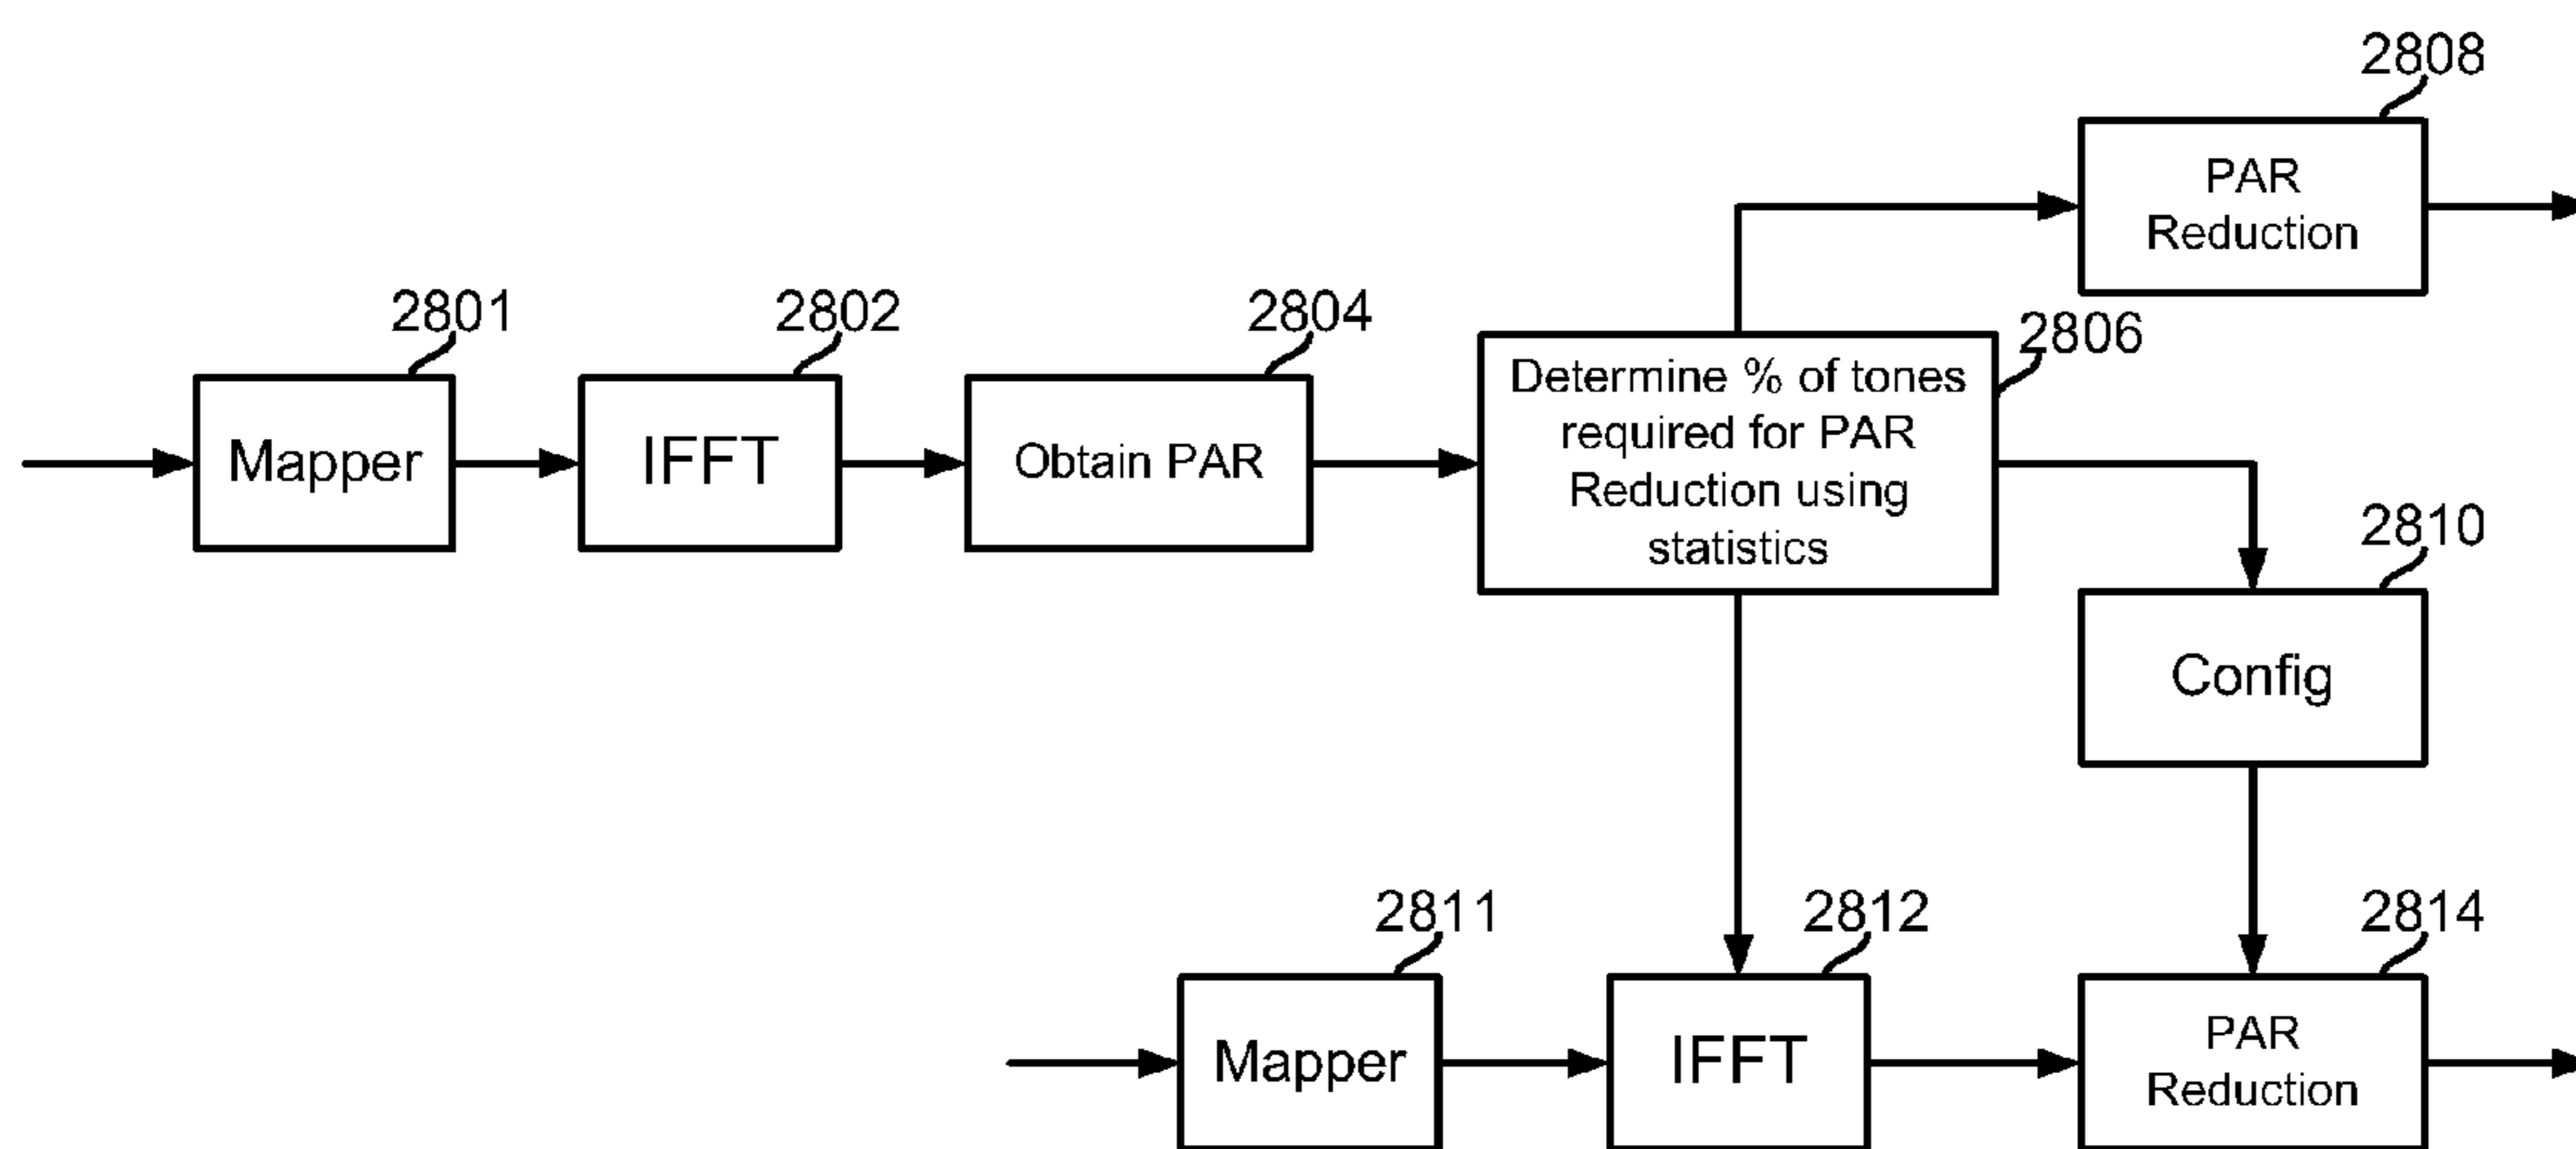 2808
PAR
Reduction
2801
2802
2804
2806
Mapper
IFFT
Obtain PAR
Determine % of tones
required for PAR
Reduction using
statistics
2810
Config
2811
2812
2814
Mapper
IFFT
PAR
Reduction